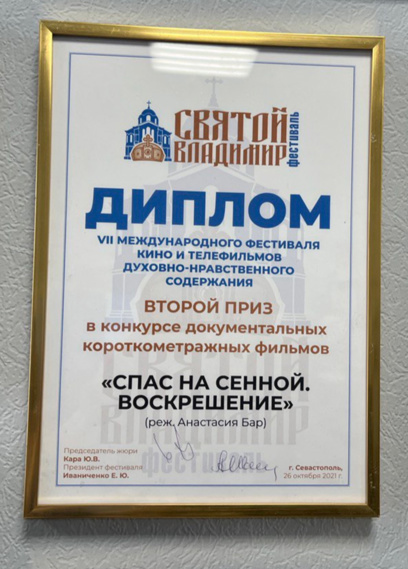 СВЯТОЙ
ВЛАДИМИР
фестиваль
ДИПЛОМ
VII МЕЖДУНАРОДНОГО ФЕСТИВАЛЯ
КИНО И ТЕЛЕФИЛЬМОВ
ДУХОВНО-НРАВСТВЕННОГО
СОДЕРЖАНИЯ
ВТОРОЙ ПРИЗ
в конкурсе документальных
короткометражных фильмов
«СПАС НА СЕННОЙ.
ВОСКРЕШЕНИЕ»
(реж. Анастасия Бар)
Председатель жюри
Кара Ю.В.
Президент фестиваля
Иваниченко Е. Ю.
г. Севастополь,
26 октября 2021 г.